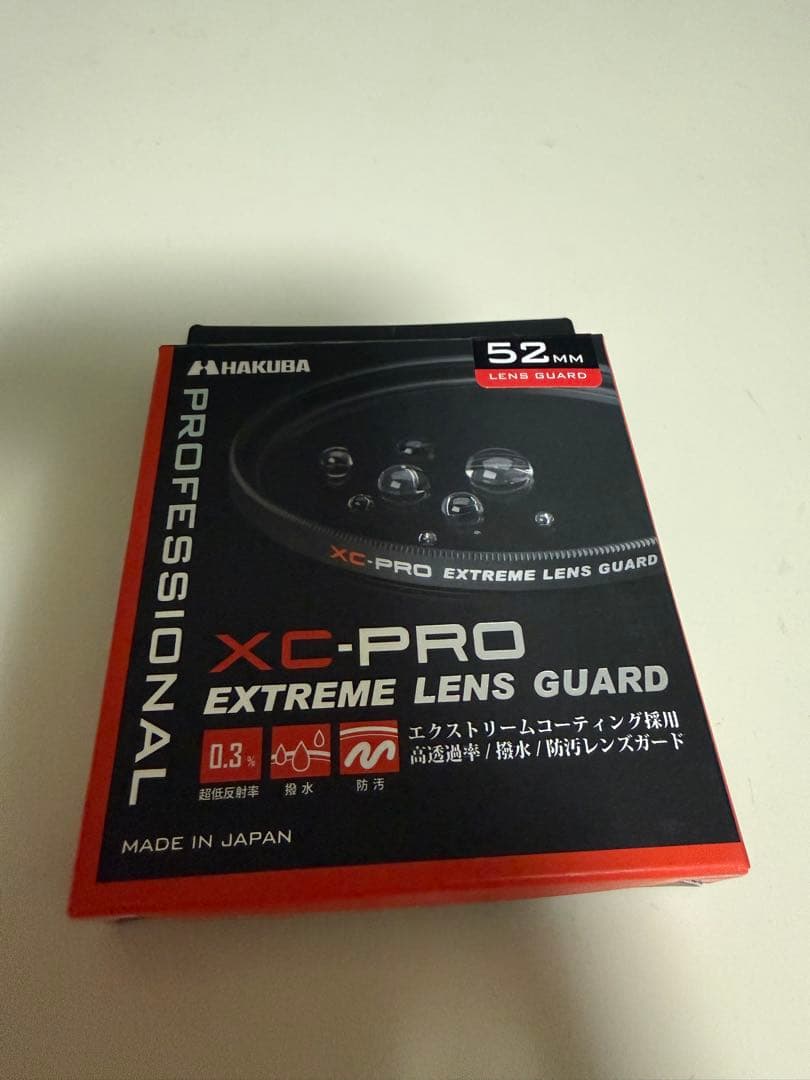 HAKUBA
52MM
LENS GUARD
PROFESSIONAL
XC-PRO EXTREME LENS GUARD
XC-PRO
EXTREME LENS GUARD
0.3%
超低反射率
撥水
防汚
エクストリームコーティング採用
高透過率/撥水/防汚レンズガード
MADE IN JAPAN